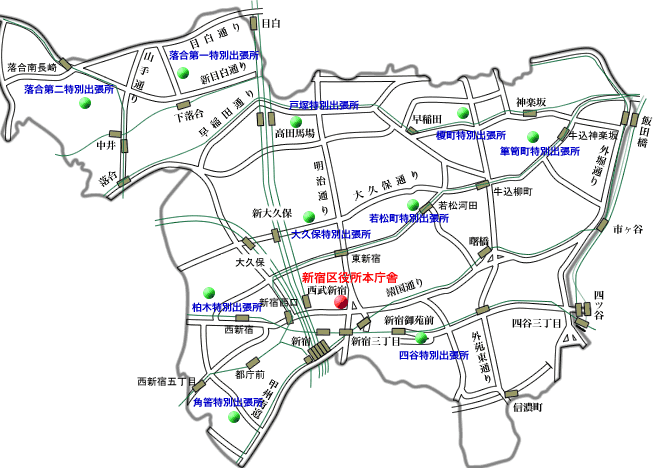 目白
目白通り
落合第一特別出張所
山手通り
新目白通り
落合南長崎
落合第二特別出張所
下落合
早稲田通り
戸塚特別出張所
高田馬場
早稲田
神楽坂
榎町特別出張所
牛込神楽坂
飯田橋
箪笥町特別出張所
外堀通り
中井
落合
明治通り
大久保通り
牛込柳町
新大久保
若松河田
若松町特別出張所
大久保特別出張所
市ヶ谷
曙橋
大久保
東新宿
新宿区役所本庁舎
西武新宿
靖国通り
柏木特別出張所
新宿西口
四ツ谷
西新宿
新宿
新宿三丁目
新宿御苑前
四谷三丁目
四谷特別出張所
外苑東通り
都庁前
西新宿五丁目
甲州街道
角筈特別出張所
信濃町